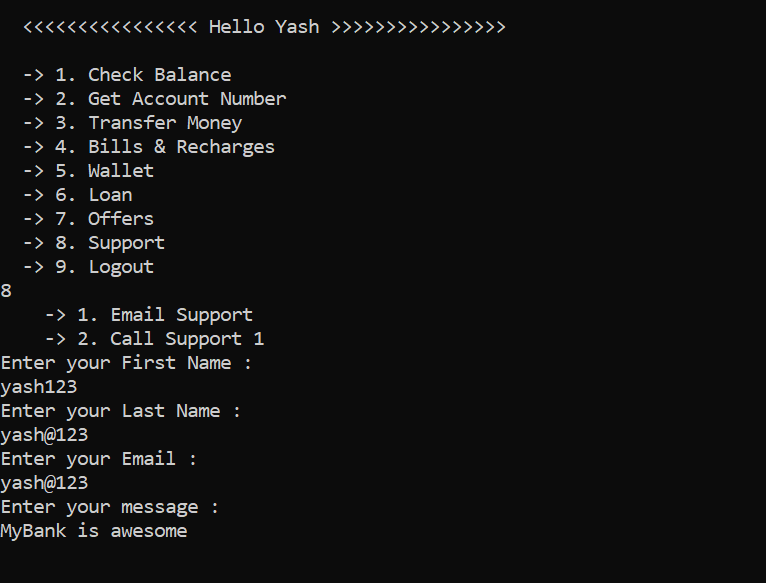 <<<<<<<<<<<<<<<< Hello Yash >>>>>>>>>>>>>>>>
-> 1. Check Balance
-> 2. Get Account Number
-> 3. Transfer Money
-> 4. Bills & Recharges
-> 5. Wallet
-> 6. Loan
-> 7. Offers
-> 8. Support
-> 9. Logout
8
-> 1. Email Support
-> 2. Call Support 1
Enter your First Name :
yash123
Enter your Last Name :
yash@123
Enter your Email :
yash@123
Enter your message :
MyBank is awesome